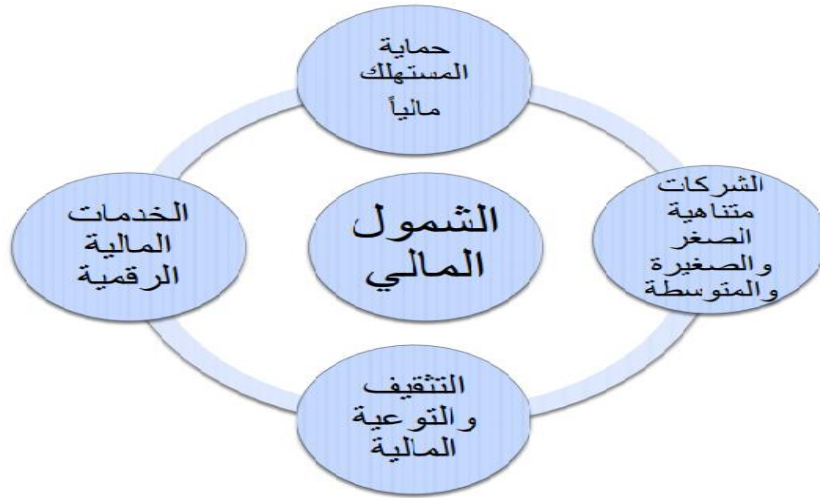 حماية
المستهلك
مالياً
الشركات
متناهية
الصغر
والصغيرة
والمتوسطة
الشمول
المالي
الخدمات
المالية
الرقمية
التثقيف
والتوعية
المالية